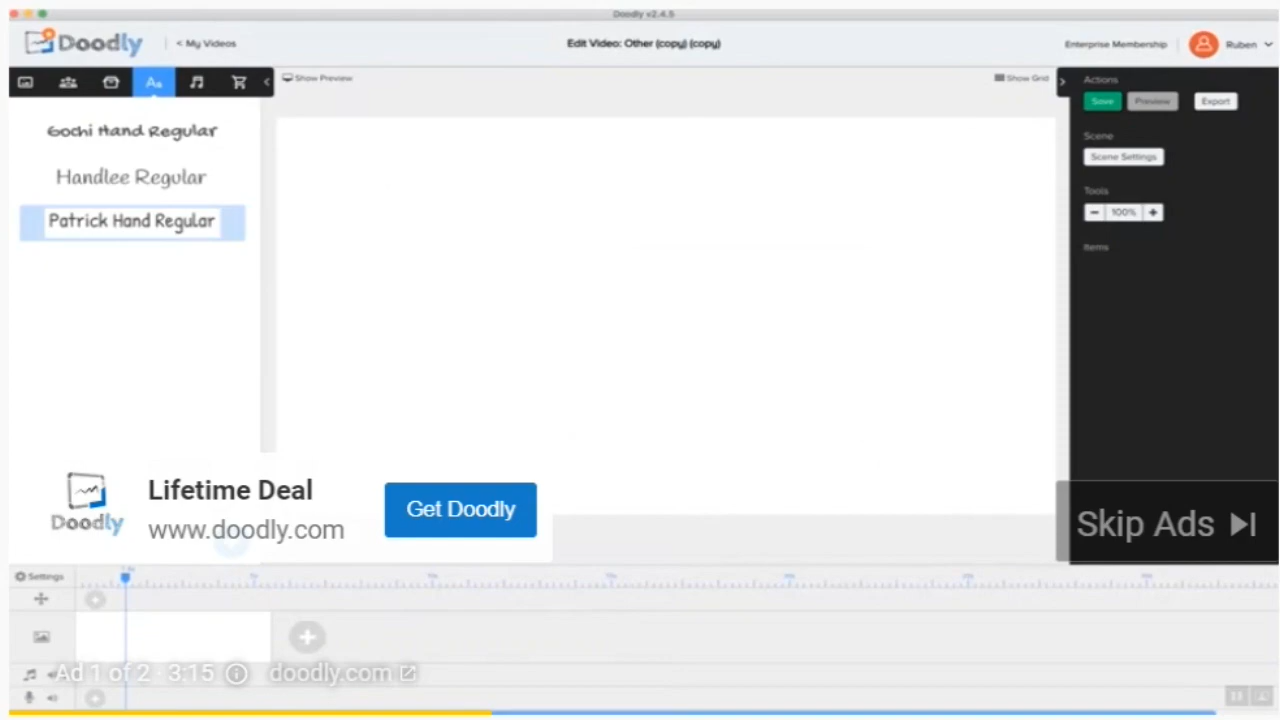 Doodly v2.4.5
Doodly
< My Videos
Edit Video: Other (copy) (copy)
Enterprise Membership
Ruben
Aa
Show Preview
Show Grid
Actions
Save
Preview
Export
Scene
Scene Settings
Tools
− 100% +
Items
Gochi Hand Regular
Handlee Regular
Patrick Hand Regular
Doodly
Lifetime Deal
www.doodly.com
Get Doodly
Skip Ads
Settings
Ad 1 of 2 · 3:15
doodly.com